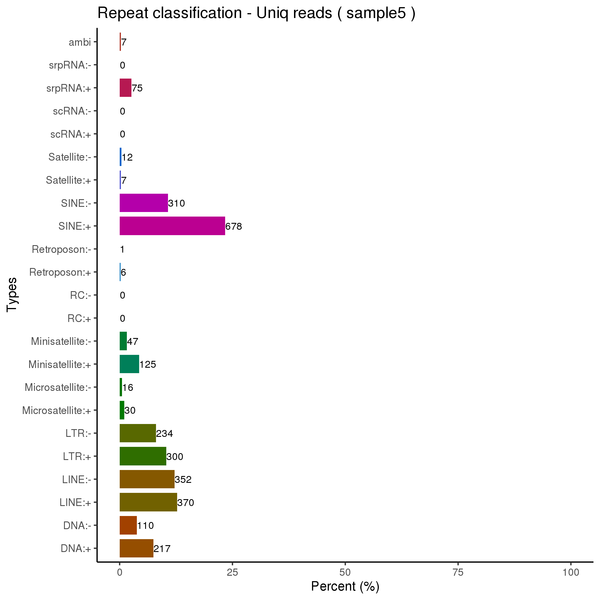 Repeat classification - Uniq reads ( sample5 )
Types
ambi 7
srpRNA:- 0
srpRNA:+ 75
scRNA:- 0
scRNA:+ 0
Satellite:- 12
Satellite:+ 7
SINE:- 310
SINE:+ 678
Retroposon:- 1
Retroposon:+ 6
RC:- 0
RC:+ 0
Minisatellite:- 47
Minisatellite:+ 125
Microsatellite:- 16
Microsatellite:+ 30
LTR:- 234
LTR:+ 300
LINE:- 352
LINE:+ 370
DNA:- 110
DNA:+ 217
0 25 50 75 100
Percent (%)